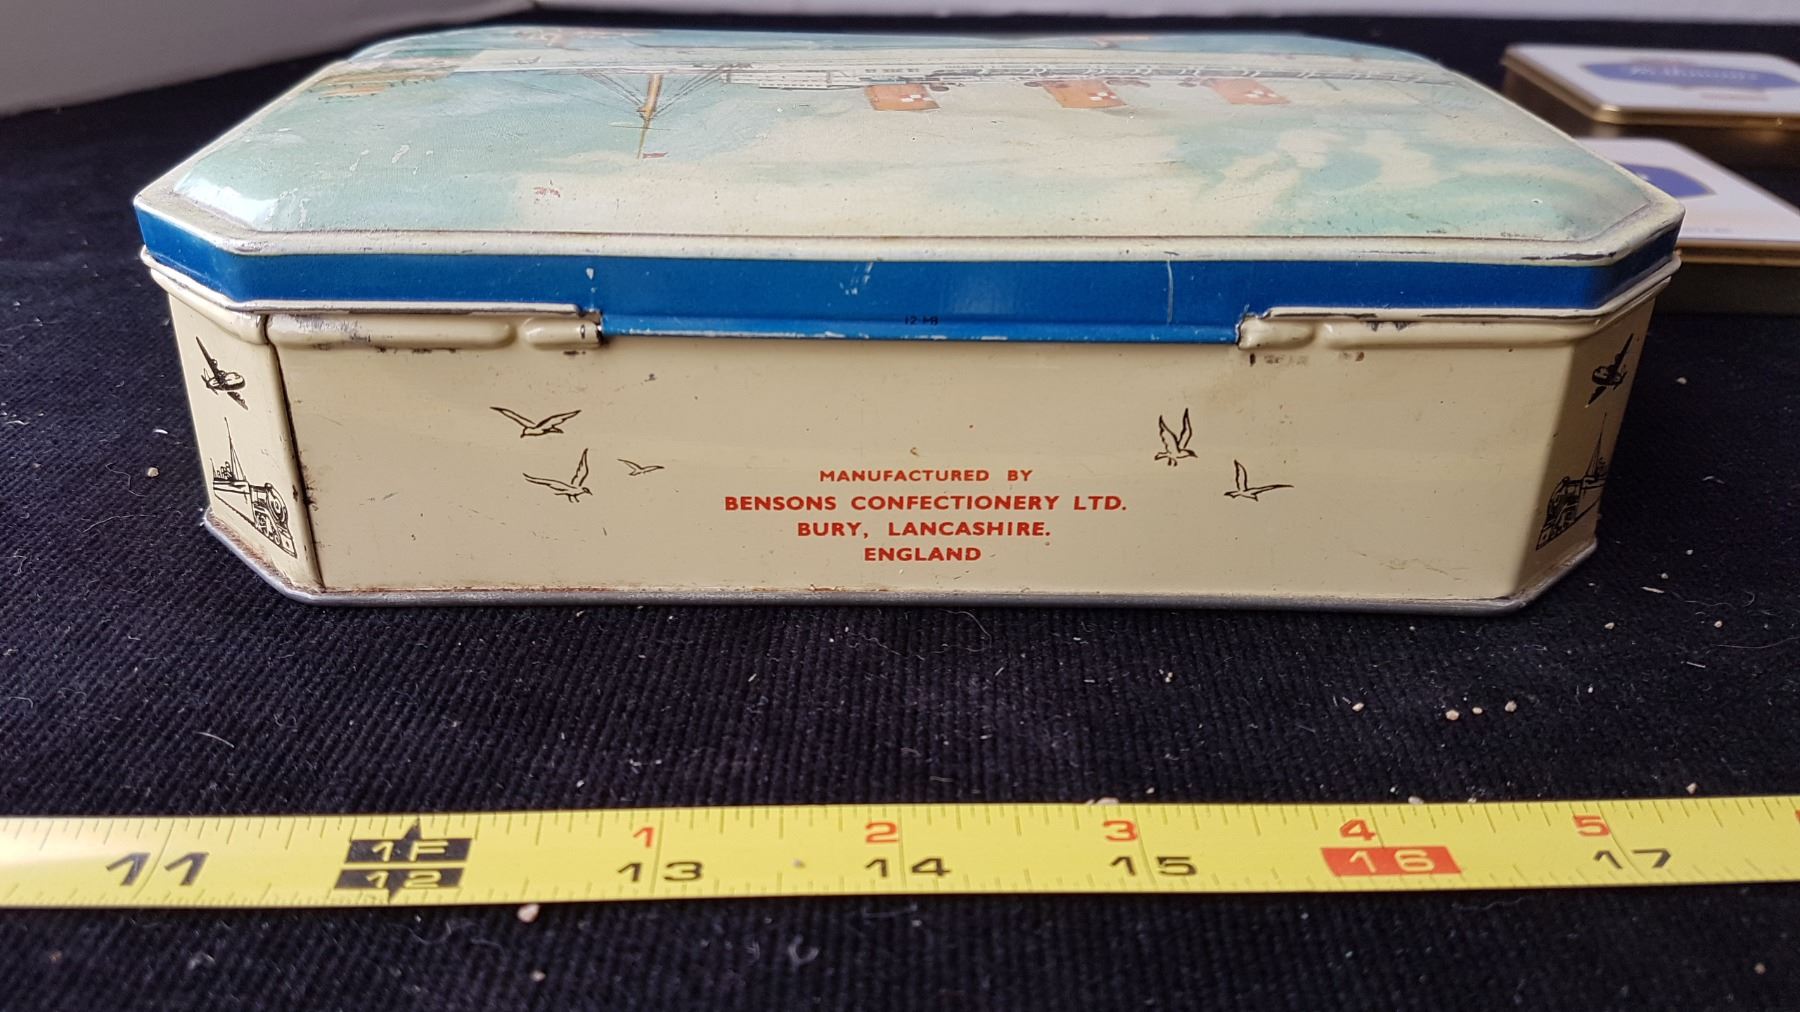 MANUFACTURED BY
BENSONS CONFECTIONERY LTD.
BURY, LANCASHIRE.
ENGLAND
1 2 3 4 5
11 1F 13 14 15 16 17
12